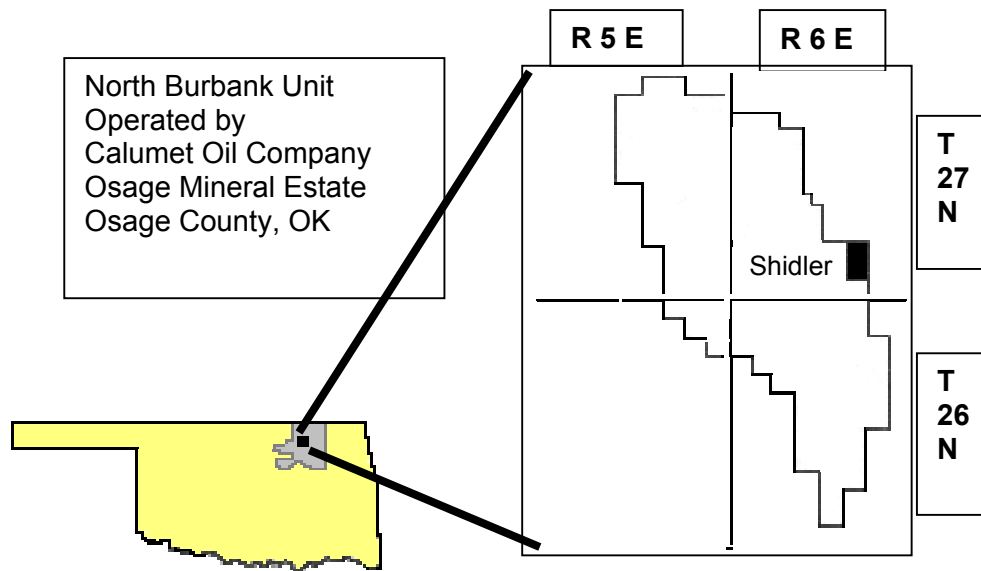 North Burbank Unit
Operated by
Calumet Oil Company
Osage Mineral Estate
Osage County, OK
R 5 E
R 6 E
T
27
N
Shidler
T
26
N